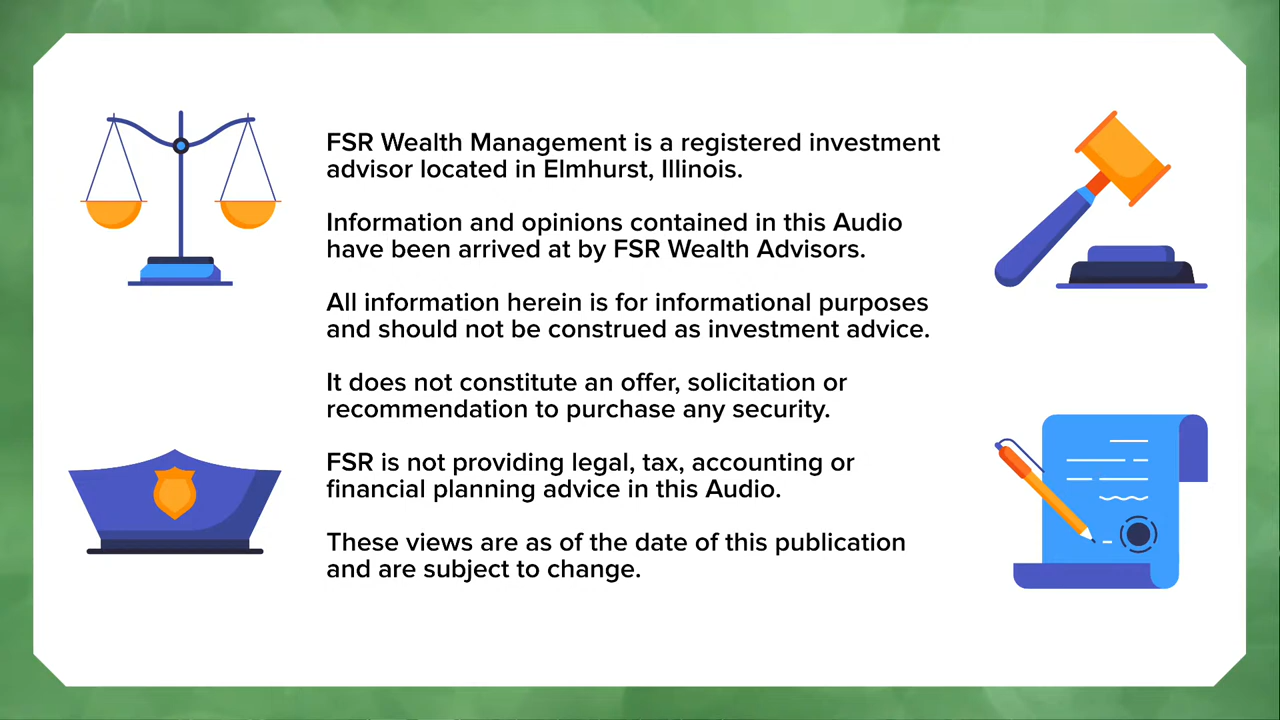 FSR Wealth Management is a registered investment
advisor located in Elmhurst, Illinois.
Information and opinions contained in this Audio
have been arrived at by FSR Wealth Advisors.
All information herein is for informational purposes
and should not be construed as investment advice.
It does not constitute an offer, solicitation or
recommendation to purchase any security.
FSR is not providing legal, tax, accounting or
financial planning advice in this Audio.
These views are as of the date of this publication
and are subject to change.